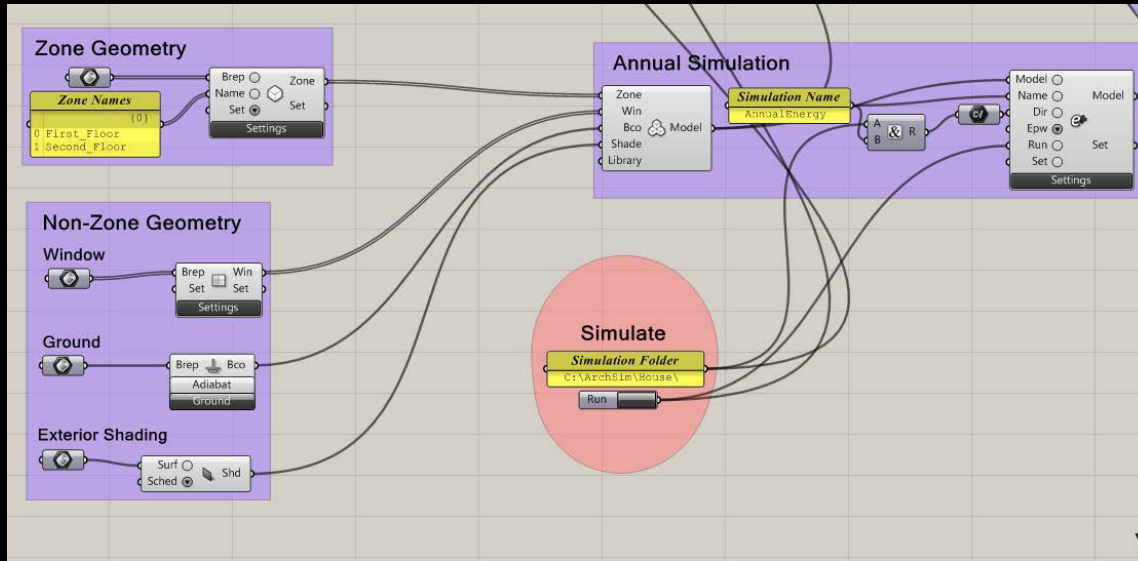 Zone Geometry
Zone Names
{0}
0 First_Floor
1 Second_Floor
Brep
Name
Set
Zone
Set
Settings
Non-Zone Geometry
Window
Brep
Set
Win
Set
Settings
Ground
Brep
Bco
Adiabat
Ground
Exterior Shading
Surf
Sched
Shd
Annual Simulation
Zone
Win
Bco
Shade
Library
Model
Simulation Name
AnnualEnergy
A
B
&
R
C/
Model
Name
Dir
Epw
Run
Set
Model
Set
Settings
Simulate
Simulation Folder
C:\ArchSim\House\
Run